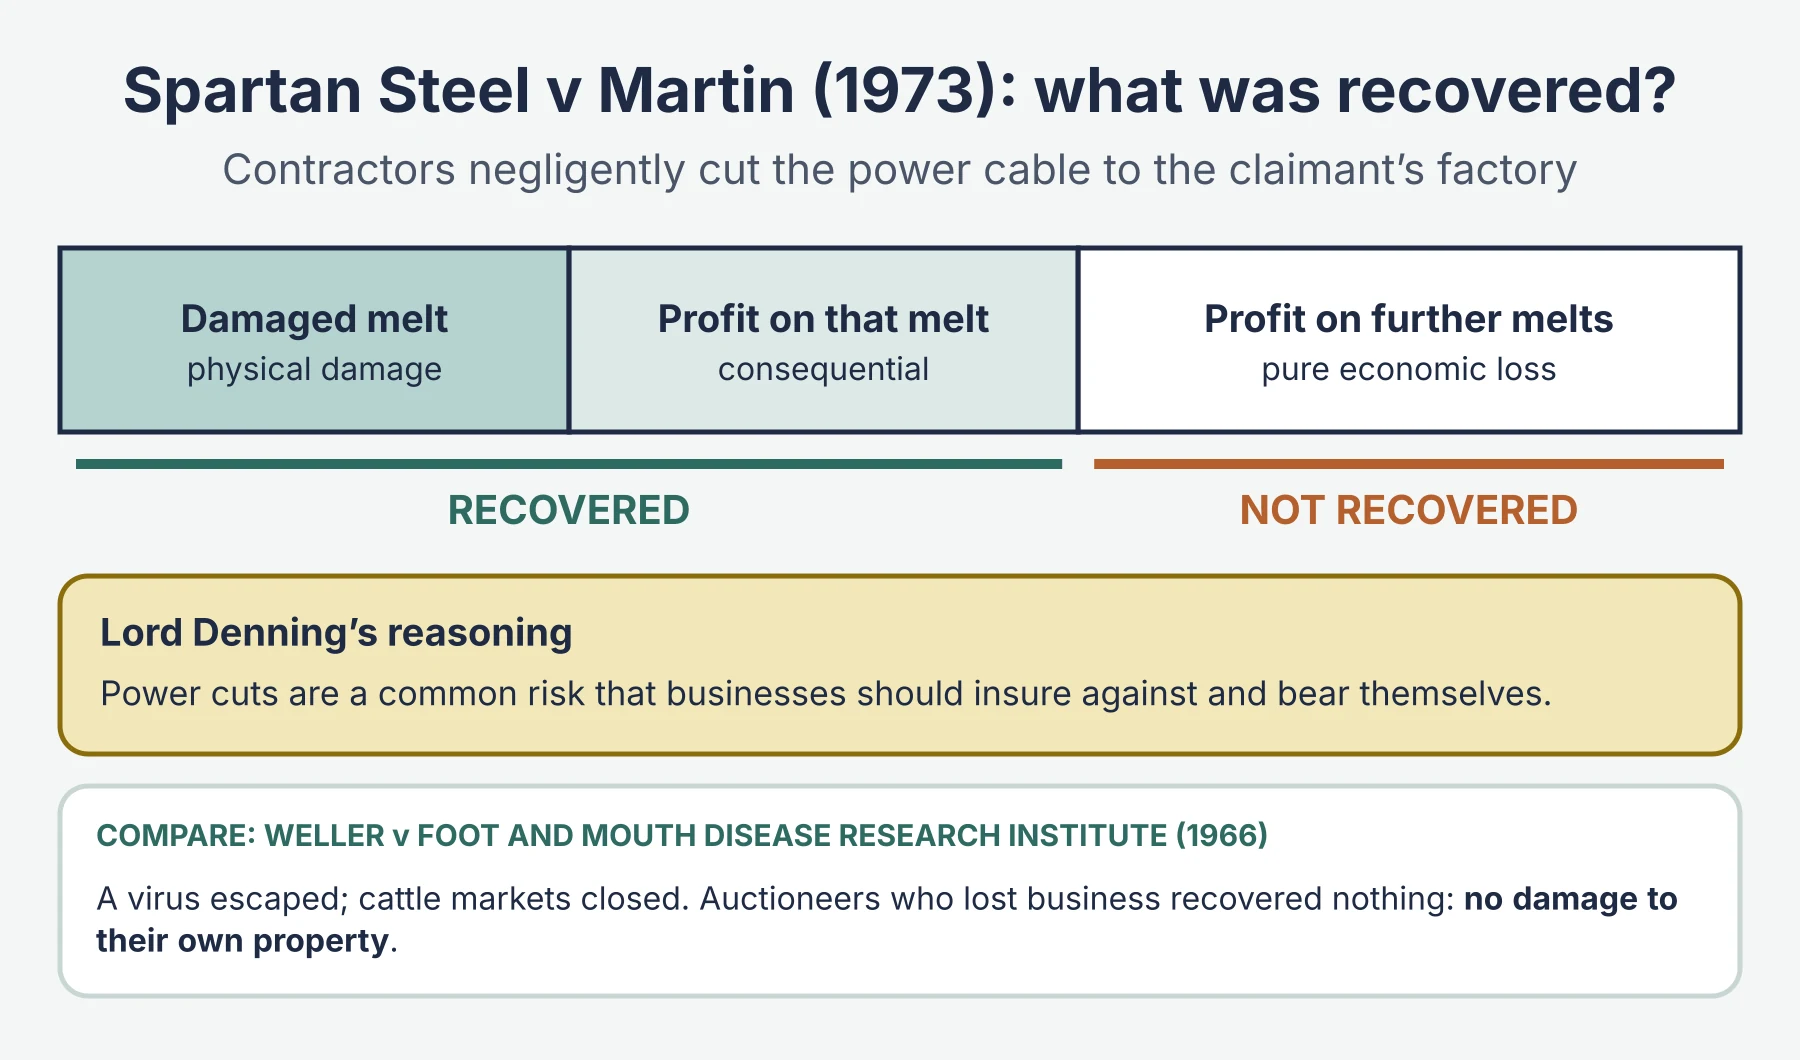 Spartan Steel v Martin (1973): what was recovered?
Contractors negligently cut the power cable to the claimant’s factory
Damaged melt
physical damage
Profit on that melt
consequential
Profit on further melts
pure economic loss
RECOVERED
NOT RECOVERED
Lord Denning’s reasoning
Power cuts are a common risk that businesses should insure against and bear themselves.
COMPARE: WELLER v FOOT AND MOUTH DISEASE RESEARCH INSTITUTE (1966)
A virus escaped; cattle markets closed. Auctioneers who lost business recovered nothing: no damage to
their own property.